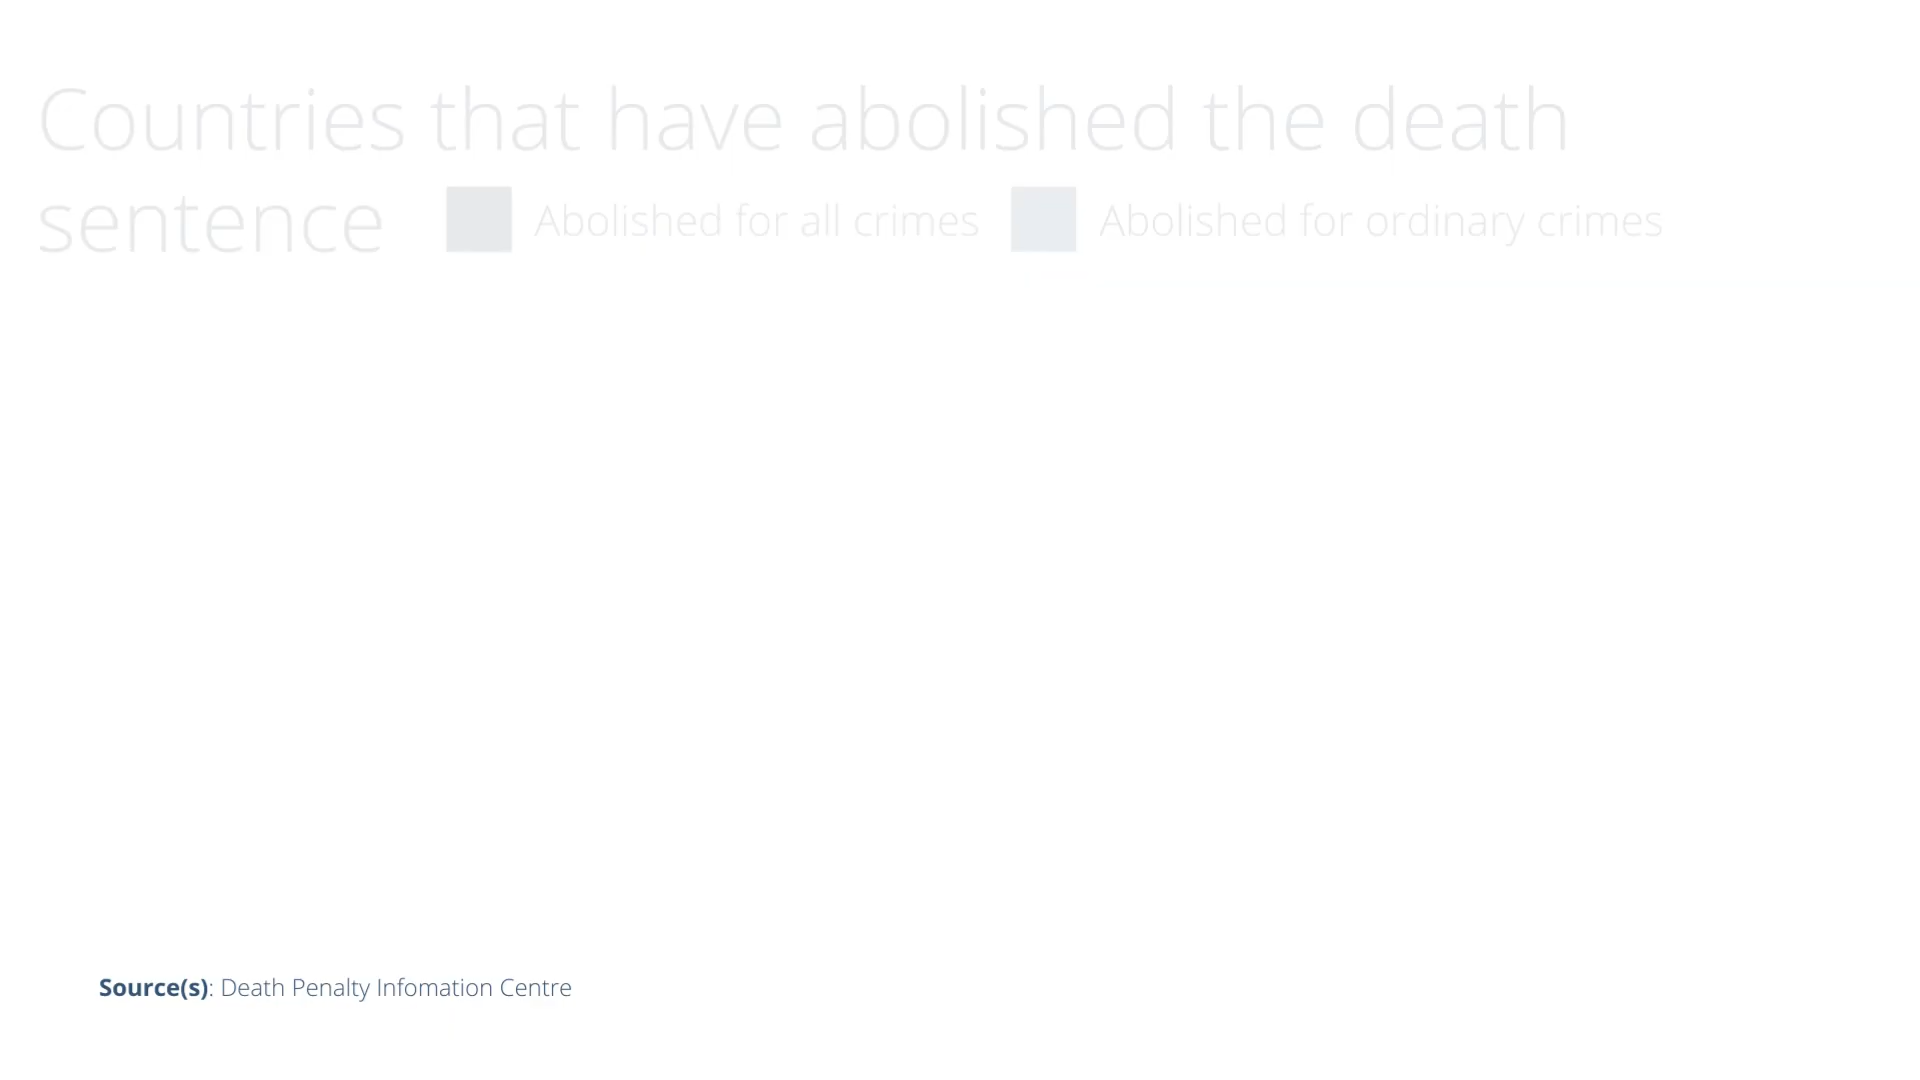 Countries that have abolished the death
sentence
Abolished for all crimes
Abolished for ordinary crimes
Source(s): Death Penalty Infomation Centre